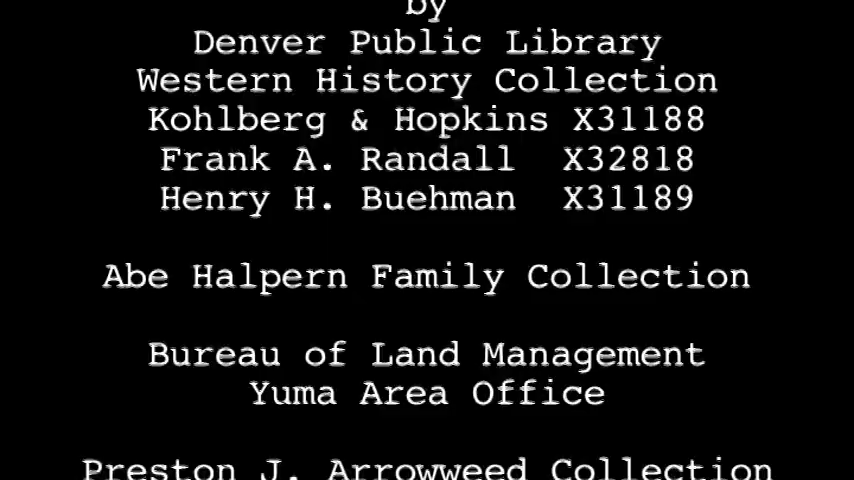 by
Denver Public Library
Western History Collection
Kohlberg & Hopkins X31188
Frank A. Randall X32818
Henry H. Buehman X31189
Abe Halpern Family Collection
Bureau of Land Management
Yuma Area Office
Preston J. Arrowweed Collection